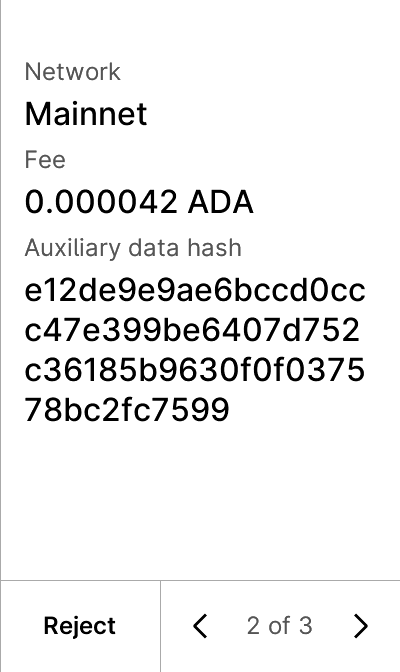 Network
Mainnet
Fee
0.000042 ADA
Auxiliary data hash
e12de9e9ae6bccd0cc
c47e399be6407d752
c36185b9630f0f0375
78bc2fc7599
Reject
2 of 3